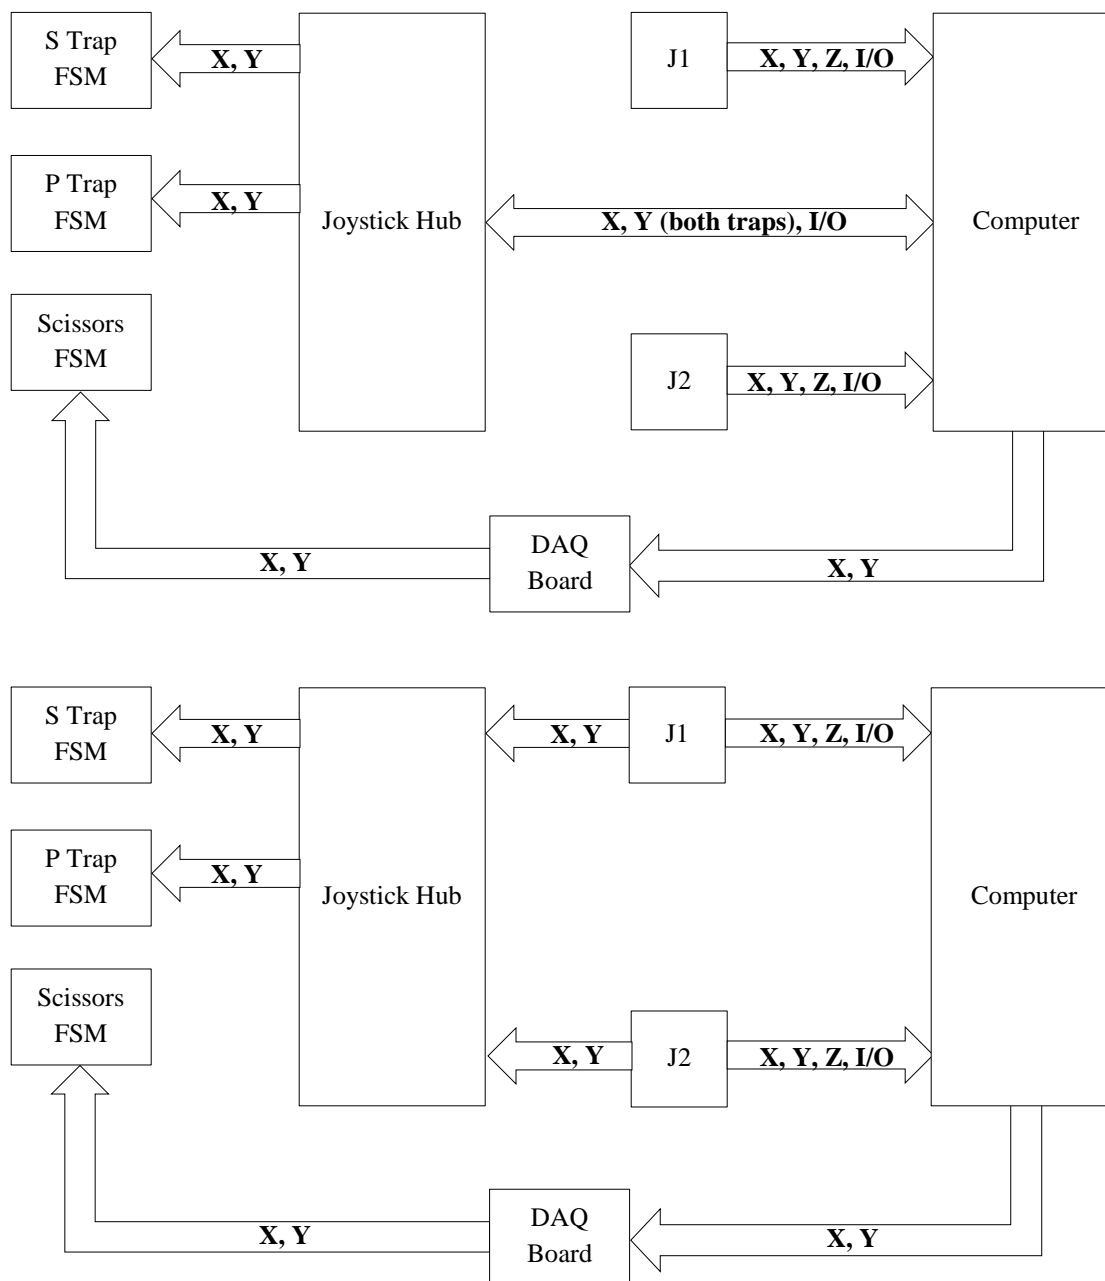 S Trap
FSM
X, Y
J1
X, Y, Z, I/O
P Trap
FSM
X, Y
Joystick Hub
X, Y (both traps), I/O
Computer
Scissors
FSM
J2
X, Y, Z, I/O
X, Y
DAQ
Board
X, Y
S Trap
FSM
X, Y
X, Y
J1
X, Y, Z, I/O
P Trap
FSM
X, Y
Joystick Hub
Computer
Scissors
FSM
X, Y
J2
X, Y, Z, I/O
X, Y
DAQ
Board
X, Y